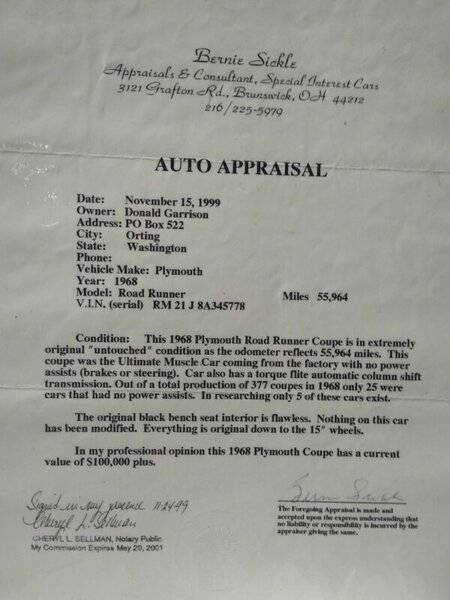 Bernie Sickle
Appraisals & Consultant, Special Interest Cars
3121 Grafton Rd., Brunswick, OH 44212
216/225-5979
AUTO APPRAISAL
Date: November 15, 1999
Owner: Donald Garrison
Address: PO Box 522
City: Orting
State: Washington
Phone:
Vehicle Make: Plymouth
Year: 1968
Model: Road Runner Miles 55,964
V.I.N. (serial) RM 21 J 8A345778
Condition: This 1968 Plymouth Road Runner Coupe is in extremely
original "untouched" condition as the odometer reflects 55,964 miles. This
coupe was the Ultimate Muscle Car coming from the factory with no power
assists (brakes or steering). Car also has a torque flite automatic column shift
transmission. Out of a total production of 377 coupes in 1968 only 25 were
cars that had no power assists. In researching only 5 of these cars exist.
The original black bench seat interior is flawless. Nothing on this car
has been modified. Everything is original down to the 15" wheels.
In my professional opinion this 1968 Plymouth Coupe has a current
value of $100,000 plus.
Signed in my presence 11-24-99
Cheryl L. Sellman
CHERYL L. SELLMAN, Notary Public
My Commission Expires May 20, 2001
The Foregoing Appraisal is made and
accepted upon the express understanding that
no liability or responsibility is incurred by the
appraiser giving the same.